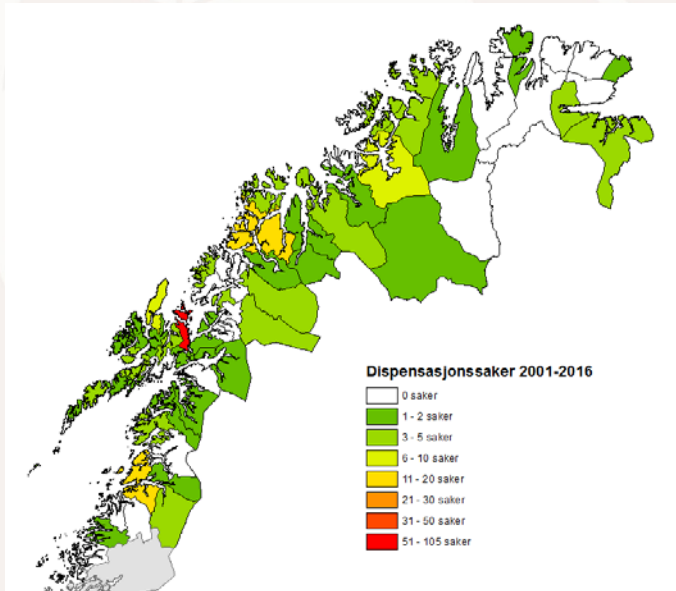 Dispensasjonssaker 2001-2016
0 saker
1 - 2 saker
3 - 5 saker
6 - 10 saker
11 - 20 saker
21 - 30 saker
31 - 50 saker
51 - 105 saker